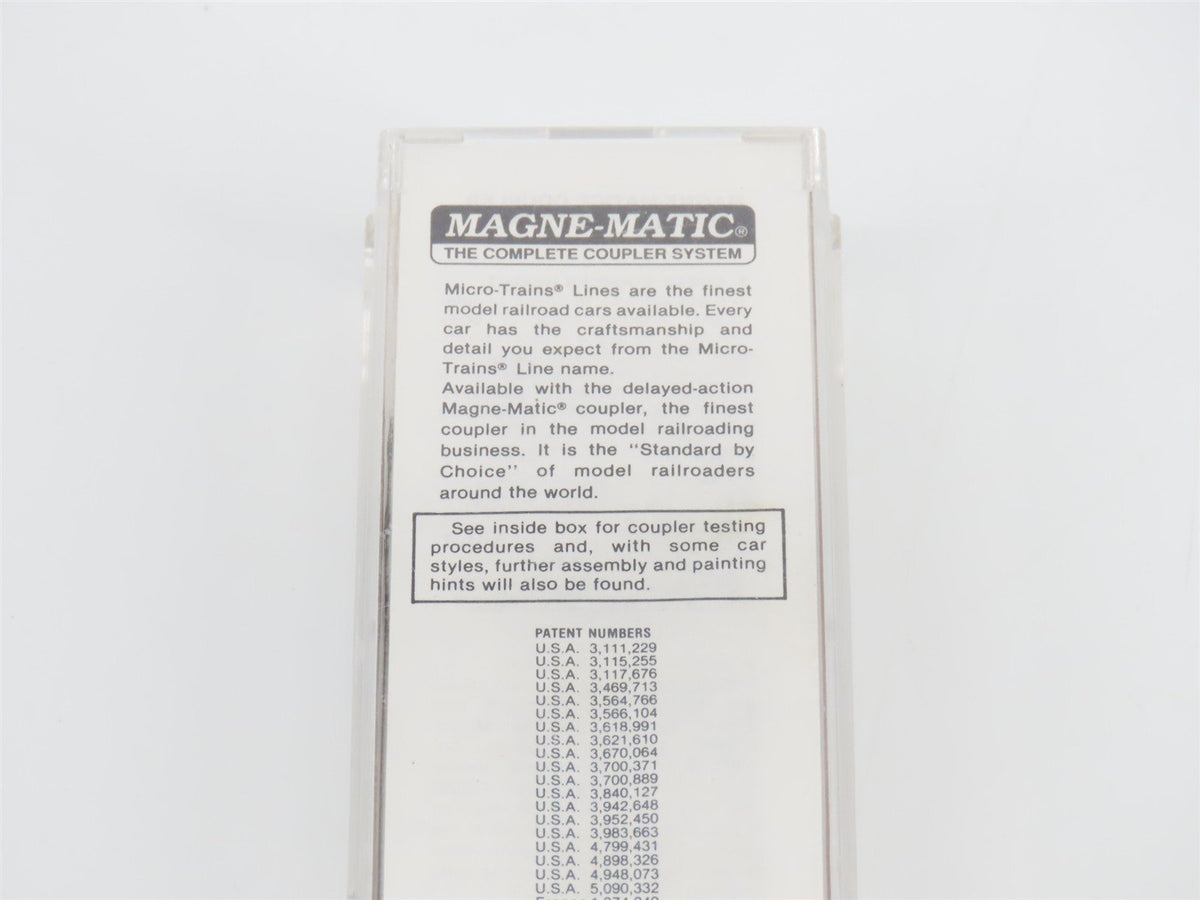 MAGNE-MATIC®
THE COMPLETE COUPLER SYSTEM
Micro-Trains® Lines are the finest
model railroad cars available. Every
car has the craftsmanship and
detail you expect from the Micro-
Trains® Line name.
Available with the delayed-action
Magne-Matic® coupler, the finest
coupler in the model railroading
business. It is the "Standard by
Choice" of model railroaders
around the world.
See inside box for coupler testing
procedures and, with some car
styles, further assembly and painting
hints will also be found.
PATENT NUMBERS
U.S.A. 3,111,229
U.S.A. 3,115,255
U.S.A. 3,117,676
U.S.A. 3,469,713
U.S.A. 3,564,766
U.S.A. 3,566,104
U.S.A. 3,618,991
U.S.A. 3,621,610
U.S.A. 3,670,064
U.S.A. 3,700,371
U.S.A. 3,700,889
U.S.A. 3,840,127
U.S.A. 3,942,648
U.S.A. 3,952,450
U.S.A. 3,983,663
U.S.A. 4,799,431
U.S.A. 4,898,326
U.S.A. 4,948,073
U.S.A. 5,090,332